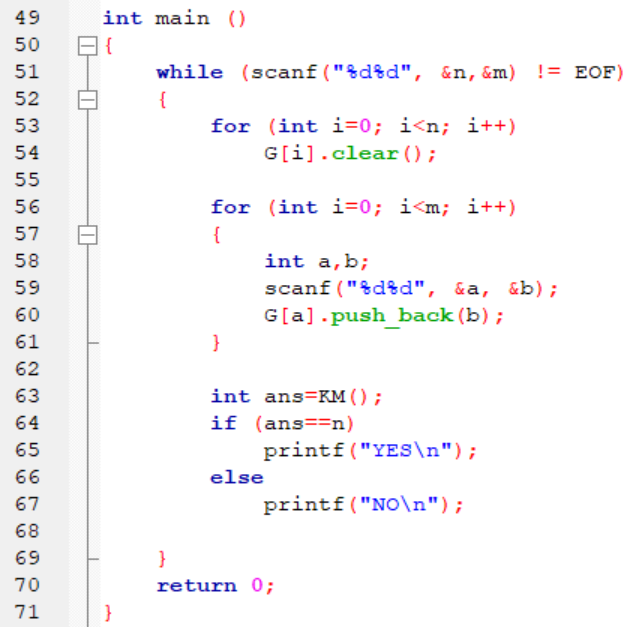 49 int main ()
50 {
51 while (scanf("%d%d", &n,&m) != EOF)
52 {
53 for (int i=0; i<n; i++)
54 G[i].clear();
55
56 for (int i=0; i<m; i++)
57 {
58 int a,b;
59 scanf("%d%d", &a, &b);
60 G[a].push_back(b);
61 }
62
63 int ans=KM();
64 if (ans==n)
65 printf("YES\n");
66 else
67 printf("NO\n");
68
69 }
70 return 0;
71 }